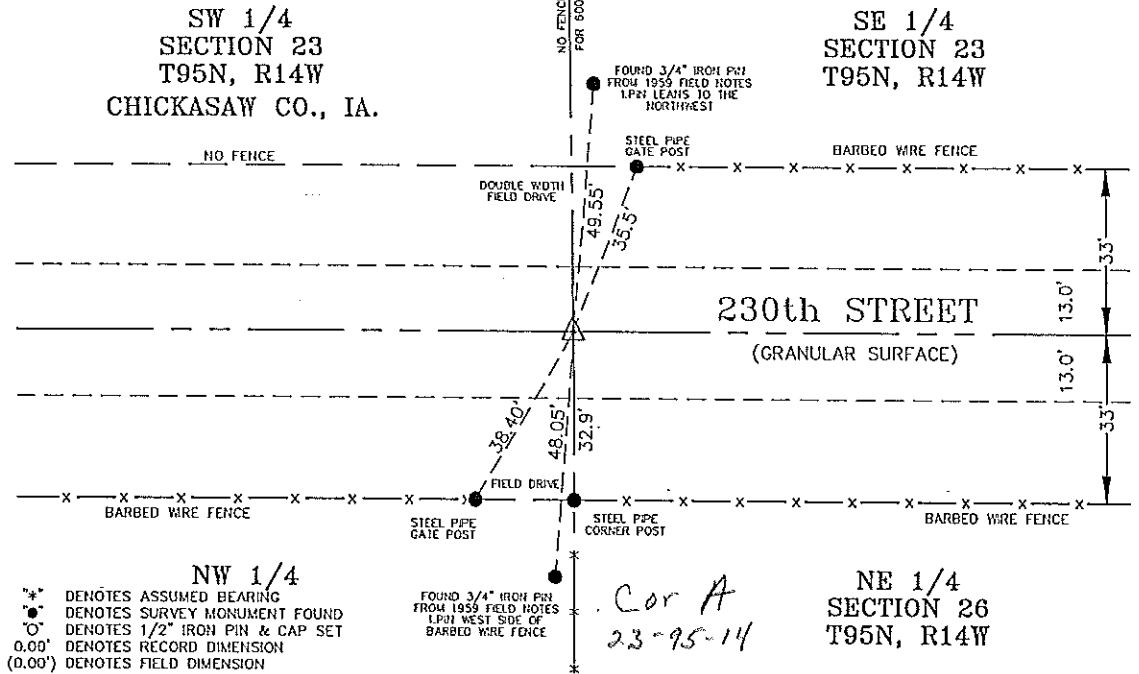 SW 1/4
SECTION 23
T95N, R14W
CHICKASAW CO., IA.
NO FENCE
FOR 600
SE 1/4
SECTION 23
T95N, R14W
FOUND 3/4" IRON PIN
FROM 1959 FIELD NOTES
I.PIN LEANS TO THE
NORTHWEST
STEEL PIPE
GATE POST
NO FENCE
BARBED WIRE FENCE
DOUBLE WIDTH
FIELD DRIVE
49.55'
35.5'
33'
13.0'
230th STREET
(GRANULAR SURFACE)
13.0'
33'
38.40'
48.05'
32.9'
FIELD DRIVE
BARBED WIRE FENCE
STEEL PIPE
GATE POST
STEEL PIPE
CORNER POST
BARBED WIRE FENCE
NW 1/4
"*" DENOTES ASSUMED BEARING
"●" DENOTES SURVEY MONUMENT FOUND
"O" DENOTES 1/2" IRON PIN & CAP SET
0.00' DENOTES RECORD DIMENSION
(0.00') DENOTES FIELD DIMENSION
FOUND 3/4" IRON PIN
FROM 1959 FIELD NOTES
I.PIN WEST SIDE OF
BARBED WIRE FENCE
Cor A
23-95-14
NE 1/4
SECTION 26
T95N, R14W